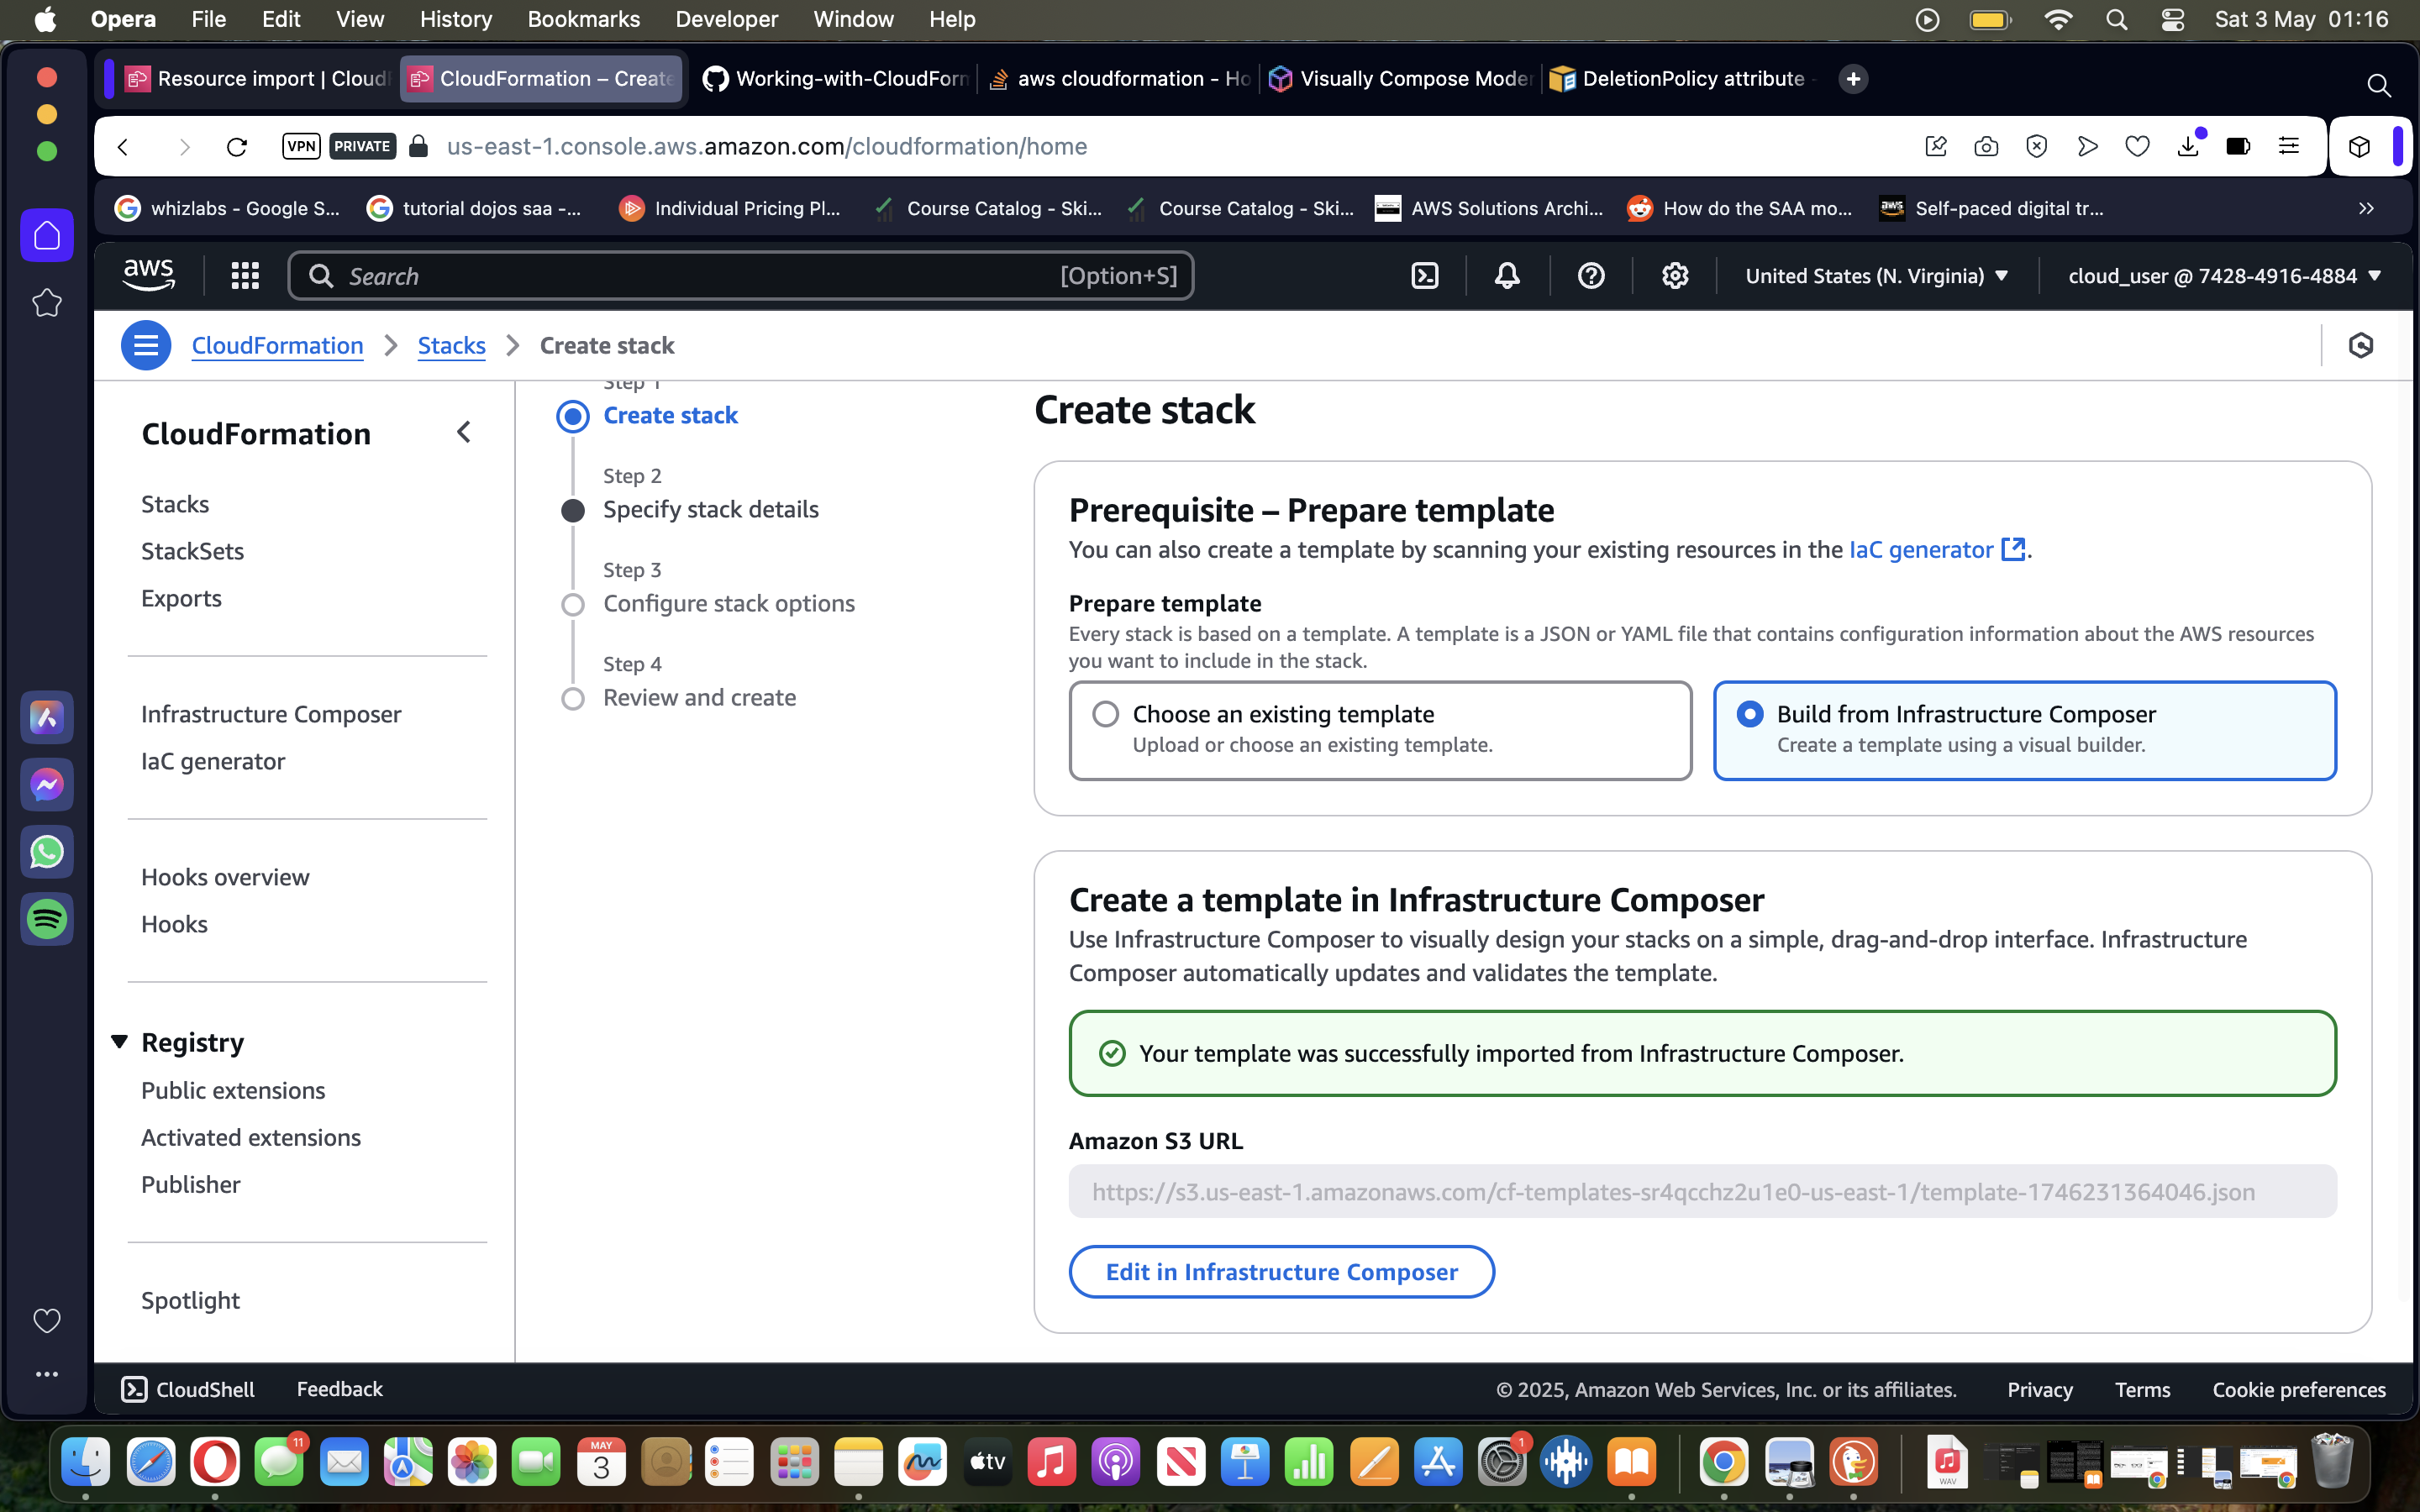 Opera File Edit View History Bookmarks Developer Window Help Sat 3 May 01:16
Resource import | Cloud
CloudFormation – Create
Working-with-CloudForm
aws cloudformation - Ho
Visually Compose Moder
DeletionPolicy attribute -
VPN PRIVATE us-east-1.console.aws.amazon.com/cloudformation/home
whizlabs - Google S...
tutorial dojos saa -...
Individual Pricing Pl...
Course Catalog - Ski...
Course Catalog - Ski...
AWS Solutions Archi...
How do the SAA mo...
aws
Self-paced digital tr...
aws
Search [Option+S]
United States (N. Virginia)
cloud_user @ 7428-4916-4884
CloudFormation
Stacks
Create stack
CloudFormation
Stacks
StackSets
Exports
Infrastructure Composer
IaC generator
Hooks overview
Hooks
Registry
Public extensions
Activated extensions
Publisher
Spotlight
Step 1
Create stack
Step 2
Specify stack details
Step 3
Configure stack options
Step 4
Review and create
Create stack
Prerequisite – Prepare template
You can also create a template by scanning your existing resources in the IaC generator.
Prepare template
Every stack is based on a template. A template is a JSON or YAML file that contains configuration information about the AWS resources
you want to include in the stack.
Choose an existing template
Upload or choose an existing template.
Build from Infrastructure Composer
Create a template using a visual builder.
Create a template in Infrastructure Composer
Use Infrastructure Composer to visually design your stacks on a simple, drag-and-drop interface. Infrastructure
Composer automatically updates and validates the template.
Your template was successfully imported from Infrastructure Composer.
Amazon S3 URL
https://s3.us-east-1.amazonaws.com/cf-templates-sr4qcchz2u1e0-us-east-1/template-1746231364046.json
Edit in Infrastructure Composer
CloudShell Feedback
© 2025, Amazon Web Services, Inc. or its affiliates. Privacy Terms Cookie preferences
11
MAY
3
tv
1
WAV